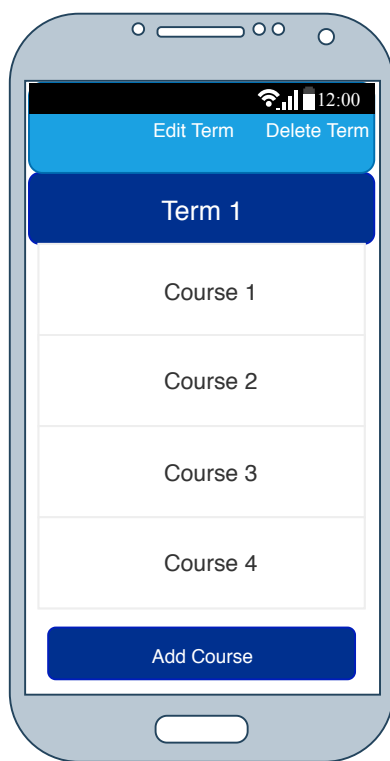 12:00
Edit Term Delete Term
Term 1
Course 1
Course 2
Course 3
Course 4
Add Course